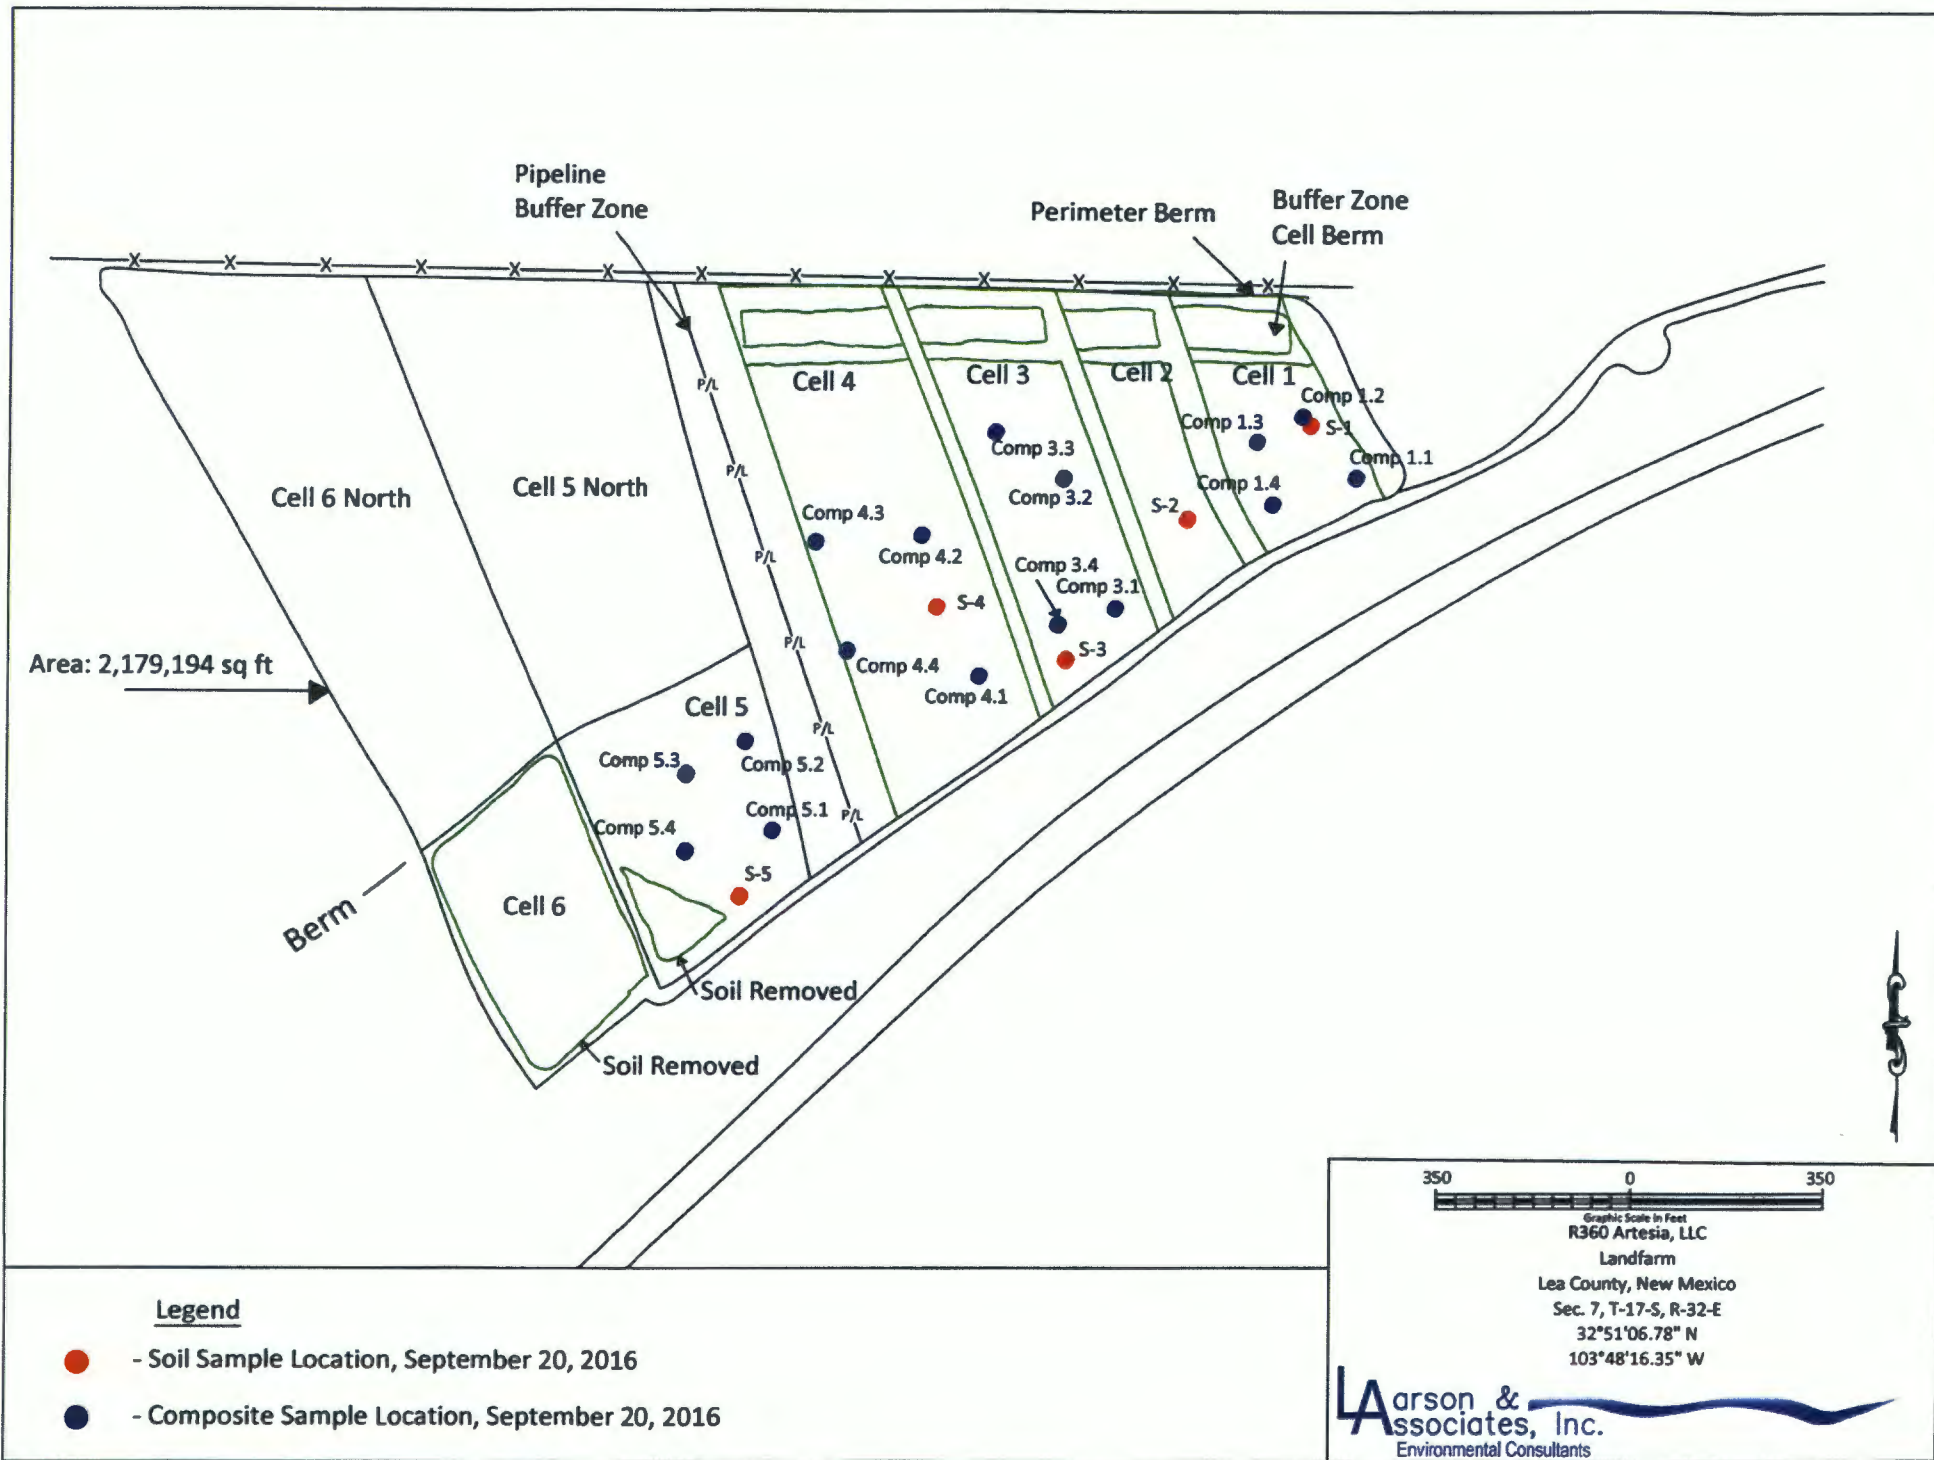 Pipeline
Buffer Zone
Perimeter Berm
Buffer Zone
Cell Berm
X X X X X X X X X X X X X
Cell 4
Cell 3
Cell 2
Cell 1
P/L
Comp 1.2
Comp 1.3
S-1
Comp 3.3
Comp 1.1
P/L
Cell 6 North
Cell 5 North
Comp 3.2
Comp 1.4
S-2
Comp 4.3
Comp 4.2
P/L
Comp 3.4
Comp 3.1
S-4
P/L
S-3
Area: 2,179,194 sq ft
Comp 4.4
Comp 4.1
Cell 5
P/L
Comp 5.3
Comp 5.2
Comp 5.1
P/L
Comp 5.4
S-5
Cell 6
Berm
Soil Removed
Soil Removed
350 0 350
Graphic Scale in Feet
R360 Artesia, LLC
Landfarm
Lea County, New Mexico
Sec. 7, T-17-S, R-32-E
32°51'06.78" N
103°48'16.35" W
Larson &
Associates, Inc.
Environmental Consultants
Legend
- Soil Sample Location, September 20, 2016
- Composite Sample Location, September 20, 2016